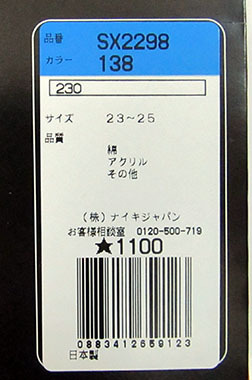 品番 SX2298
カラー 138
230
サイズ 23~25
品質
綿
アクリル
その他
(株)ナイキジャパン
お客様相談室 0120-500-719
★1100
0883412659123
日本製